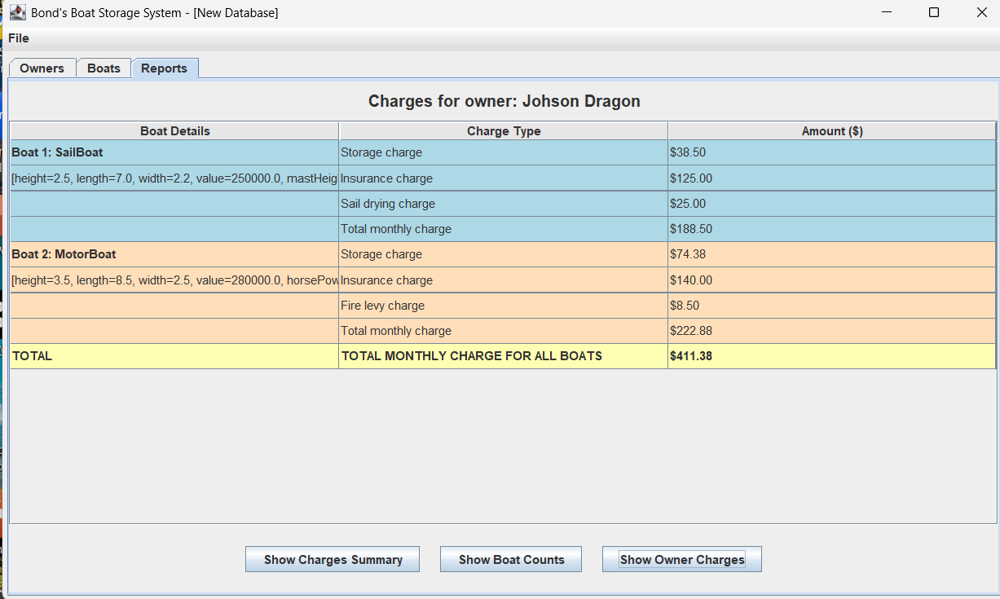 Bond's Boat Storage System - [New Database]
File
Owners Boats Reports
Charges for owner: Johson Dragon
Boat Details Charge Type Amount ($)
Boat 1: SailBoat Storage charge $38.50
[height=2.5, length=7.0, width=2.2, value=250000.0, mastHeig Insurance charge $125.00
Sail drying charge $25.00
Total monthly charge $188.50
Boat 2: MotorBoat Storage charge $74.38
[height=3.5, length=8.5, width=2.5, value=280000.0, horsePow Insurance charge $140.00
Fire levy charge $8.50
Total monthly charge $222.88
TOTAL TOTAL MONTHLY CHARGE FOR ALL BOATS $411.38
Show Charges Summary Show Boat Counts Show Owner Charges